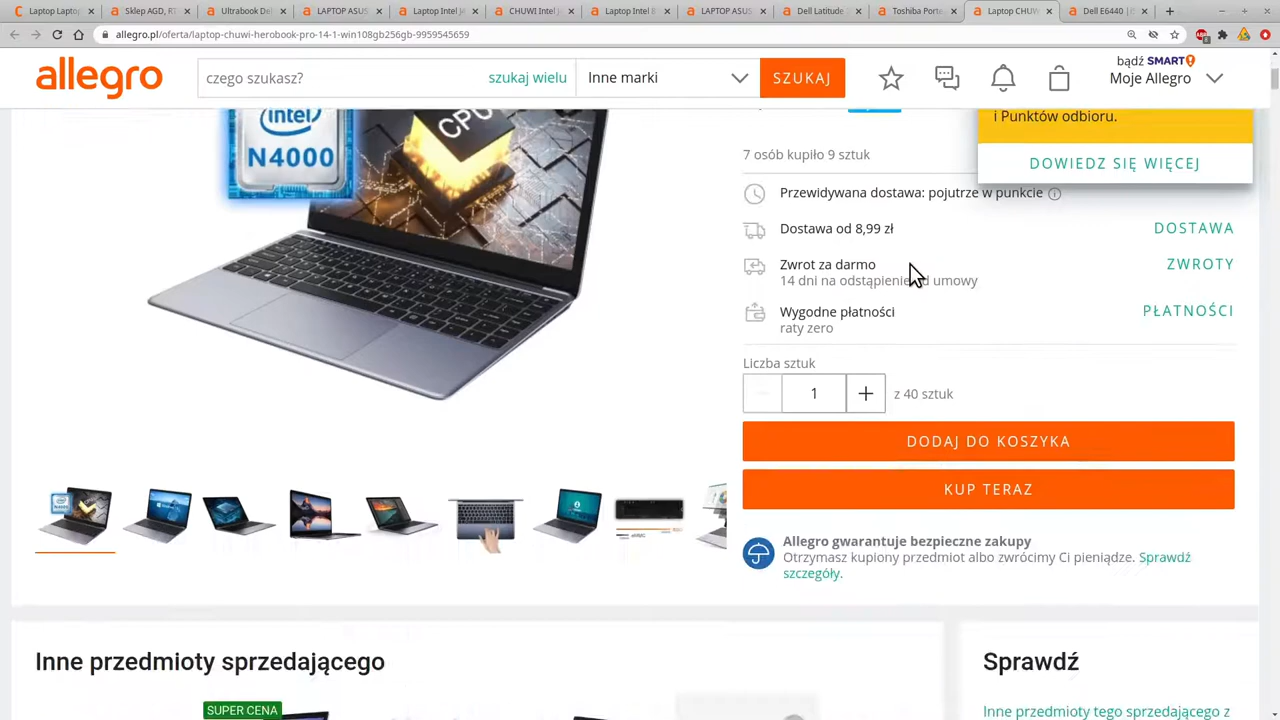 Laptop Laptop
Sklep AGD, RT
Ultrabook Del
LAPTOP ASUS
Laptop Intel Je
CHUWI Intel Je
Laptop Intel 8
LAPTOP ASUS
Dell Latitude
Toshiba Porte
Laptop CHUW
Dell E6440
allegro.pl/oferta/laptop-chuwi-herobook-pro-14-1-win108gb256gb-9959545659
allegro
czego szukasz?
szukaj wielu
Inne marki
SZUKAJ
bądź SMART!
Moje Allegro
intel
N4000
CPU
i Punktów odbioru.
DOWIEDZ SIĘ WIĘCEJ
7 osób kupiło 9 sztuk
Przewidywana dostawa: pojutrze w punkcie
Dostawa od 8,99 zł
DOSTAWA
Zwrot za darmo
ZWROTY
14 dni na odstąpienie od umowy
Wygodne płatności
PŁATNOŚCI
raty zero
Liczba sztuk
1
z 40 sztuk
DODAJ DO KOSZYKA
KUP TERAZ
Allegro gwarantuje bezpieczne zakupy
Otrzymasz kupiony przedmiot albo zwrócimy Ci pieniądze. Sprawdź
szczegóły.
Inne przedmioty sprzedającego
Sprawdź
SUPER CENA
Inne przedmioty tego sprzedającego z